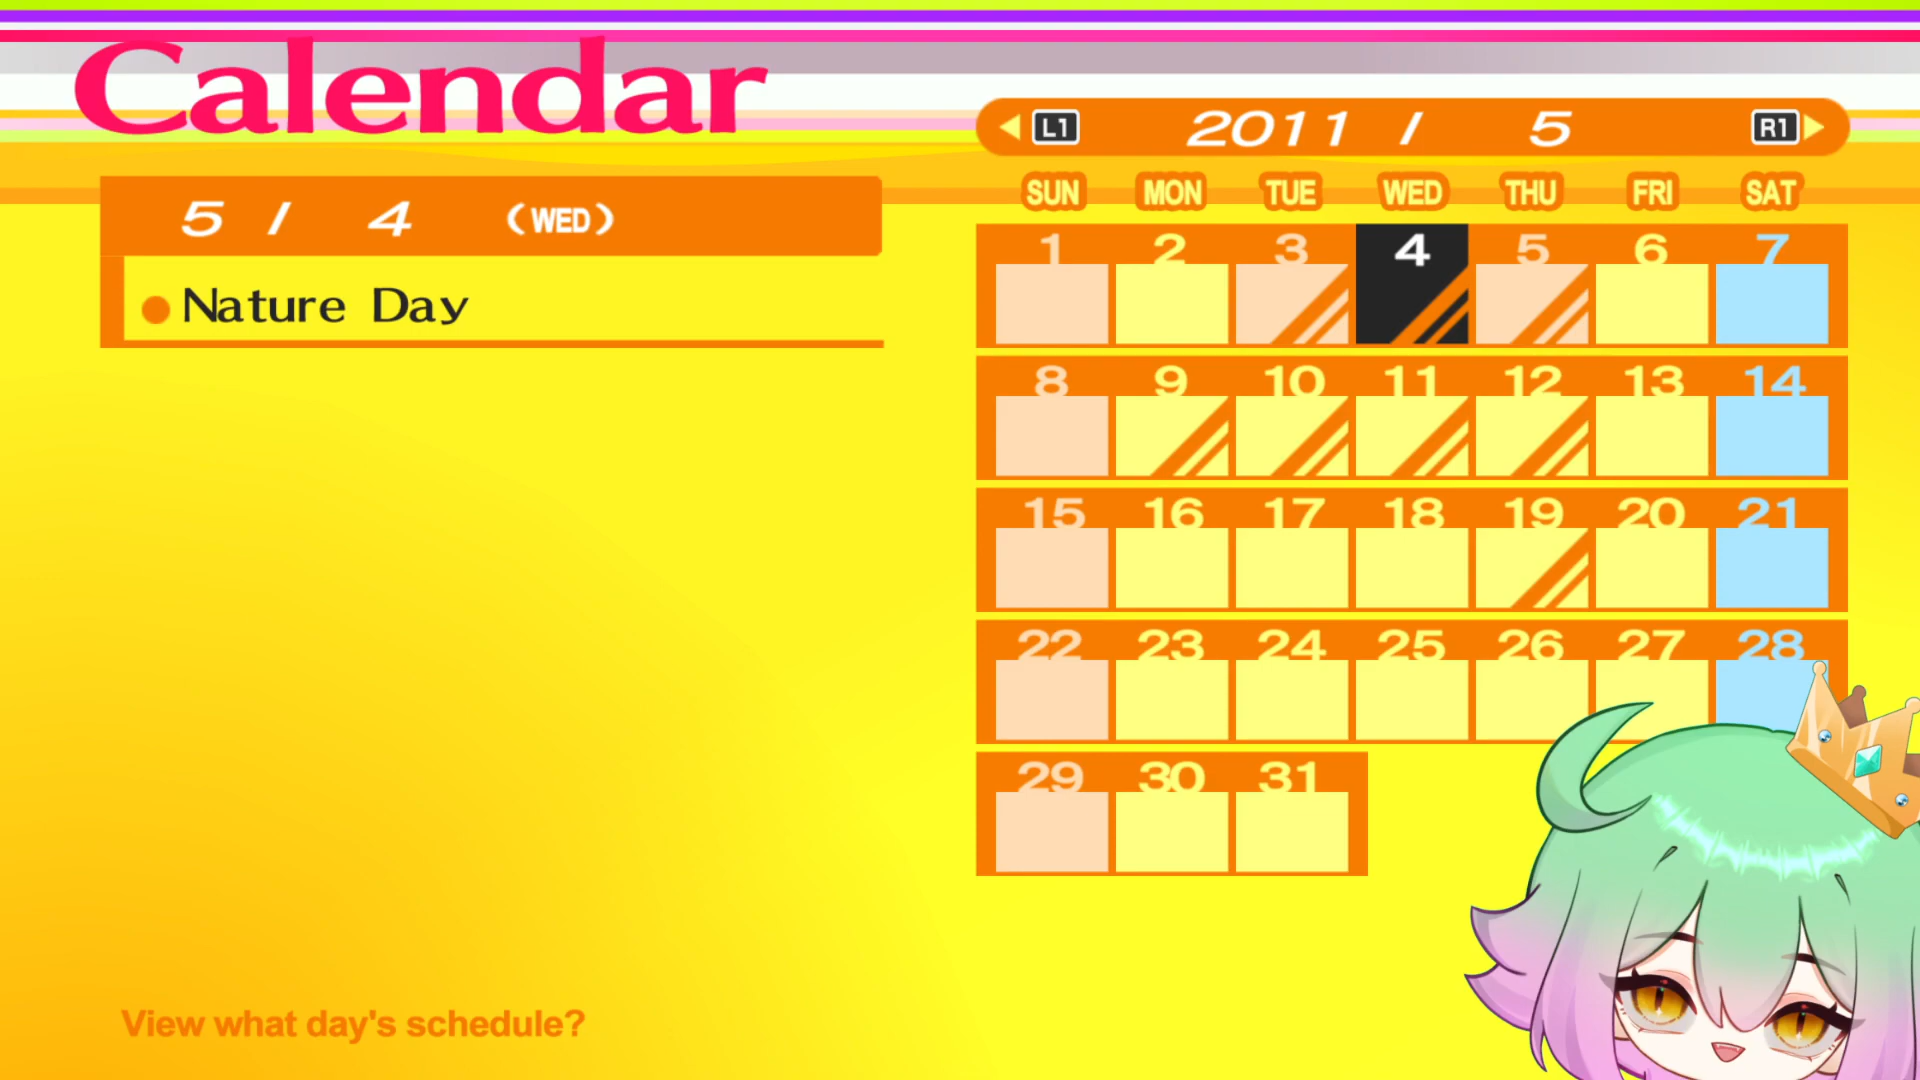 Calendar
L1 2011 / 5 R1
SUN MON TUE WED THU FRI SAT
5 / 4 (WED)
Nature Day
1 2 3 4 5 6 7
8 9 10 11 12 13 14
15 16 17 18 19 20 21
22 23 24 25 26 27 28
29 30 31
View what day's schedule?